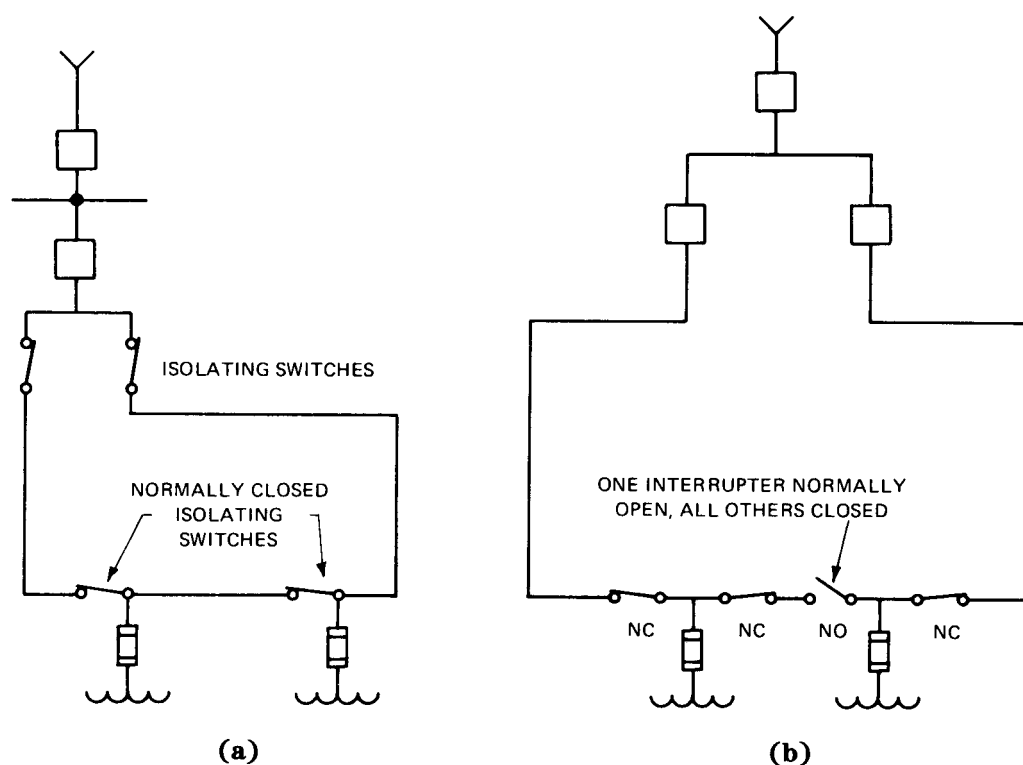 ISOLATING SWITCHES
NORMALLY CLOSED
ISOLATING
SWITCHES
ONE INTERRUPTER NORMALLY
OPEN, ALL OTHERS CLOSED
NC
NC
NO
NC
(a)
(b)